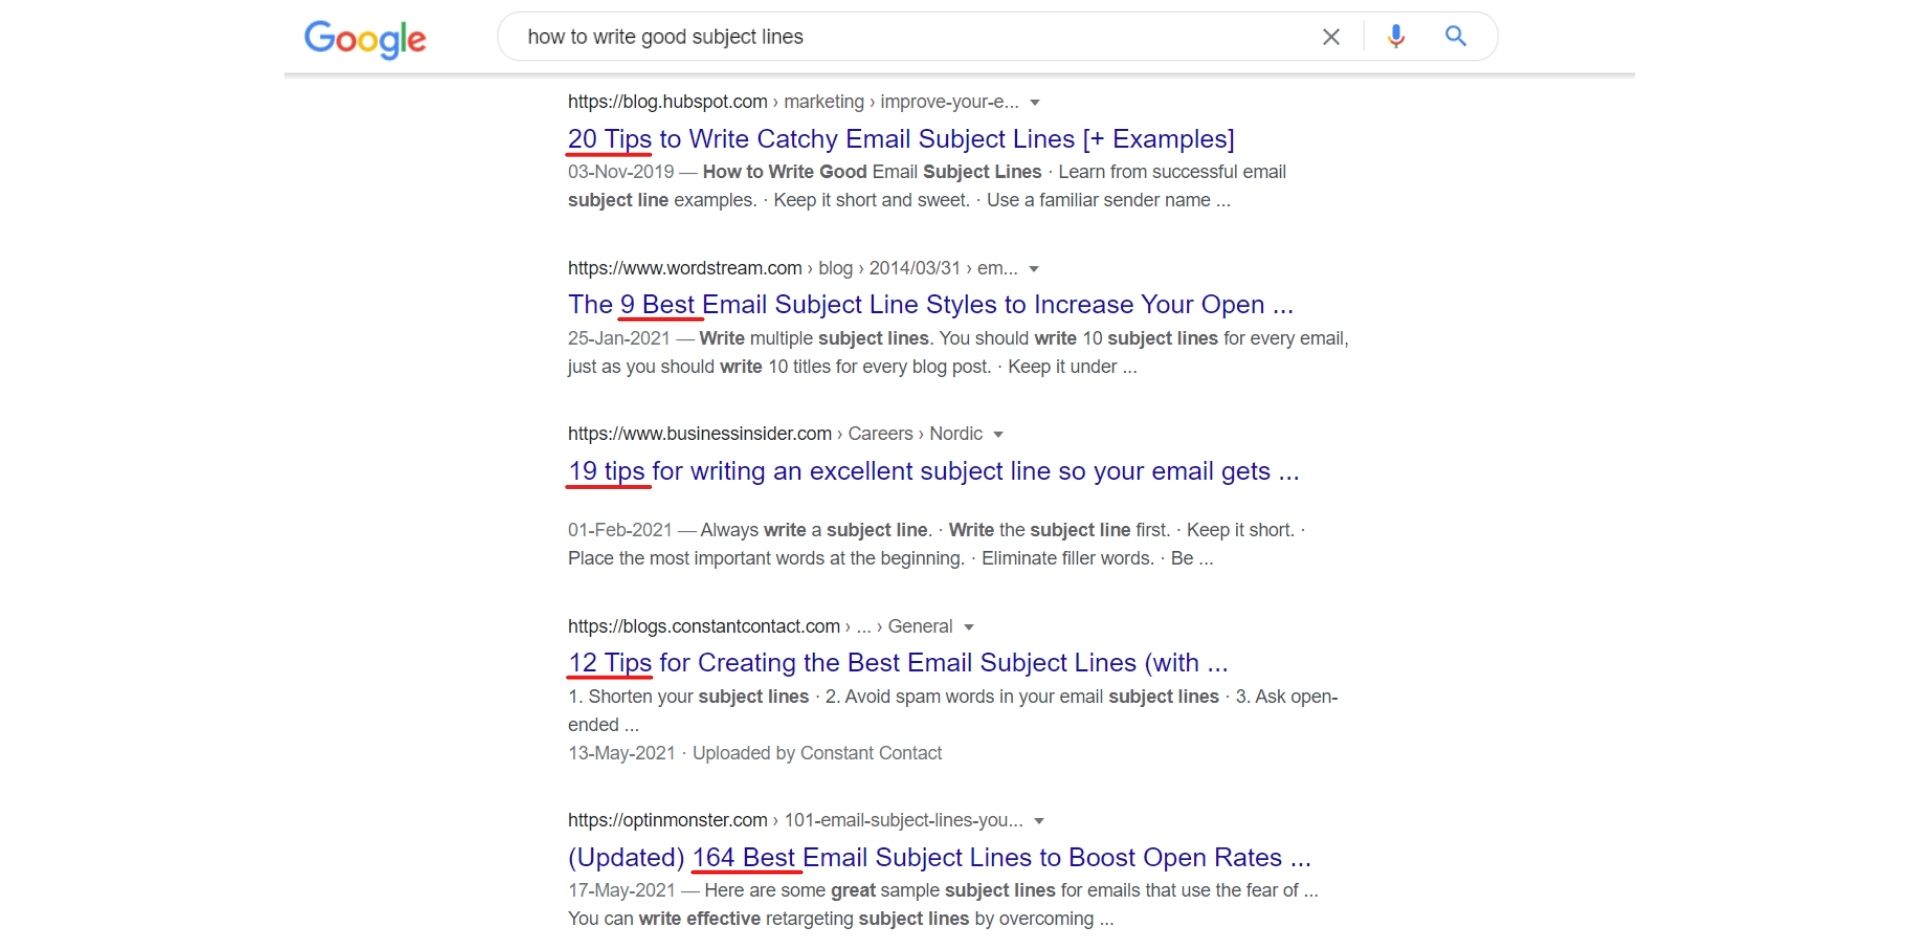 Google
how to write good subject lines
https://blog.hubspot.com › marketing › improve-your-e...
20 Tips to Write Catchy Email Subject Lines [+ Examples]
03-Nov-2019 — How to Write Good Email Subject Lines · Learn from successful email
subject line examples. · Keep it short and sweet. · Use a familiar sender name ...
https://www.wordstream.com › blog › 2014/03/31 › em...
The 9 Best Email Subject Line Styles to Increase Your Open ...
25-Jan-2021 — Write multiple subject lines. You should write 10 subject lines for every email,
just as you should write 10 titles for every blog post. · Keep it under ...
https://www.businessinsider.com › Careers › Nordic
19 tips for writing an excellent subject line so your email gets ...
01-Feb-2021 — Always write a subject line. · Write the subject line first. · Keep it short. ·
Place the most important words at the beginning. · Eliminate filler words. · Be ...
https://blogs.constantcontact.com › ... › General
12 Tips for Creating the Best Email Subject Lines (with ...
1. Shorten your subject lines · 2. Avoid spam words in your email subject lines · 3. Ask open-
ended ...
13-May-2021 · Uploaded by Constant Contact
https://optinmonster.com › 101-email-subject-lines-you...
(Updated) 164 Best Email Subject Lines to Boost Open Rates ...
17-May-2021 — Here are some great sample subject lines for emails that use the fear of ...
You can write effective retargeting subject lines by overcoming ...